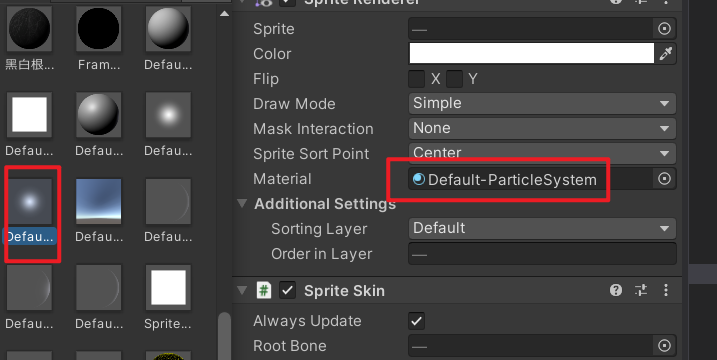 黑白根...
Fram...
Defau...
Defau...
Defau...
Defau...
Defau...
Defau...
Defau...
Defau...
Defau...
Sprite...
Sprite Renderer
Sprite —
Color
Flip X Y
Draw Mode Simple
Mask Interaction None
Sprite Sort Point Center
Material Default-ParticleSystem
Additional Settings
Sorting Layer Default
Order in Layer —
# Sprite Skin
Always Update
Root Bone —